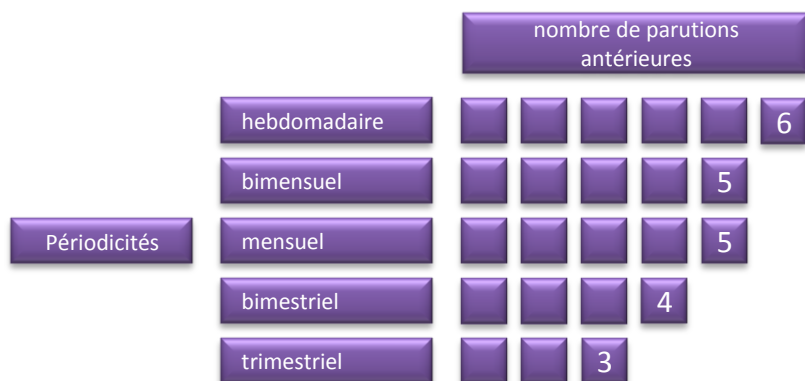 nombre de parutions
antérieures
hebdomadaire
6
bimensuel
5
Périodicités
mensuel
5
bimestriel
4
trimestriel
3